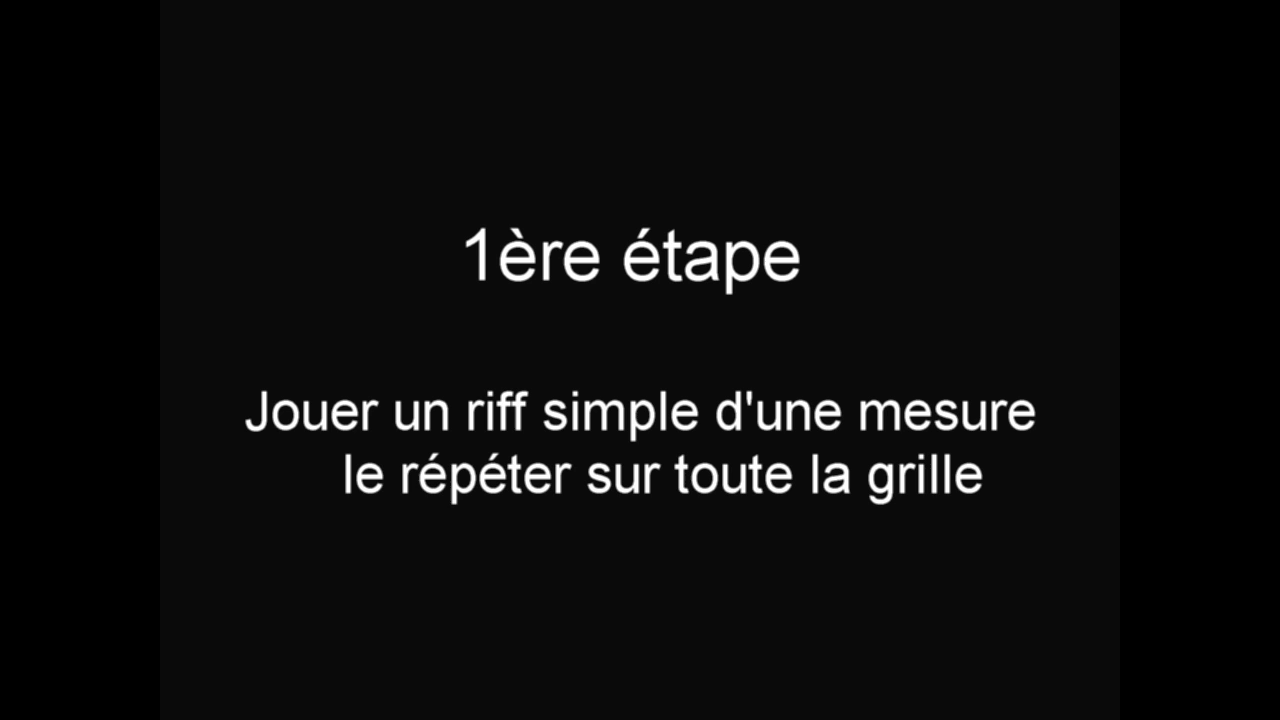 1ère étape
Jouer un riff simple d'une mesure
le répéter sur toute la grille